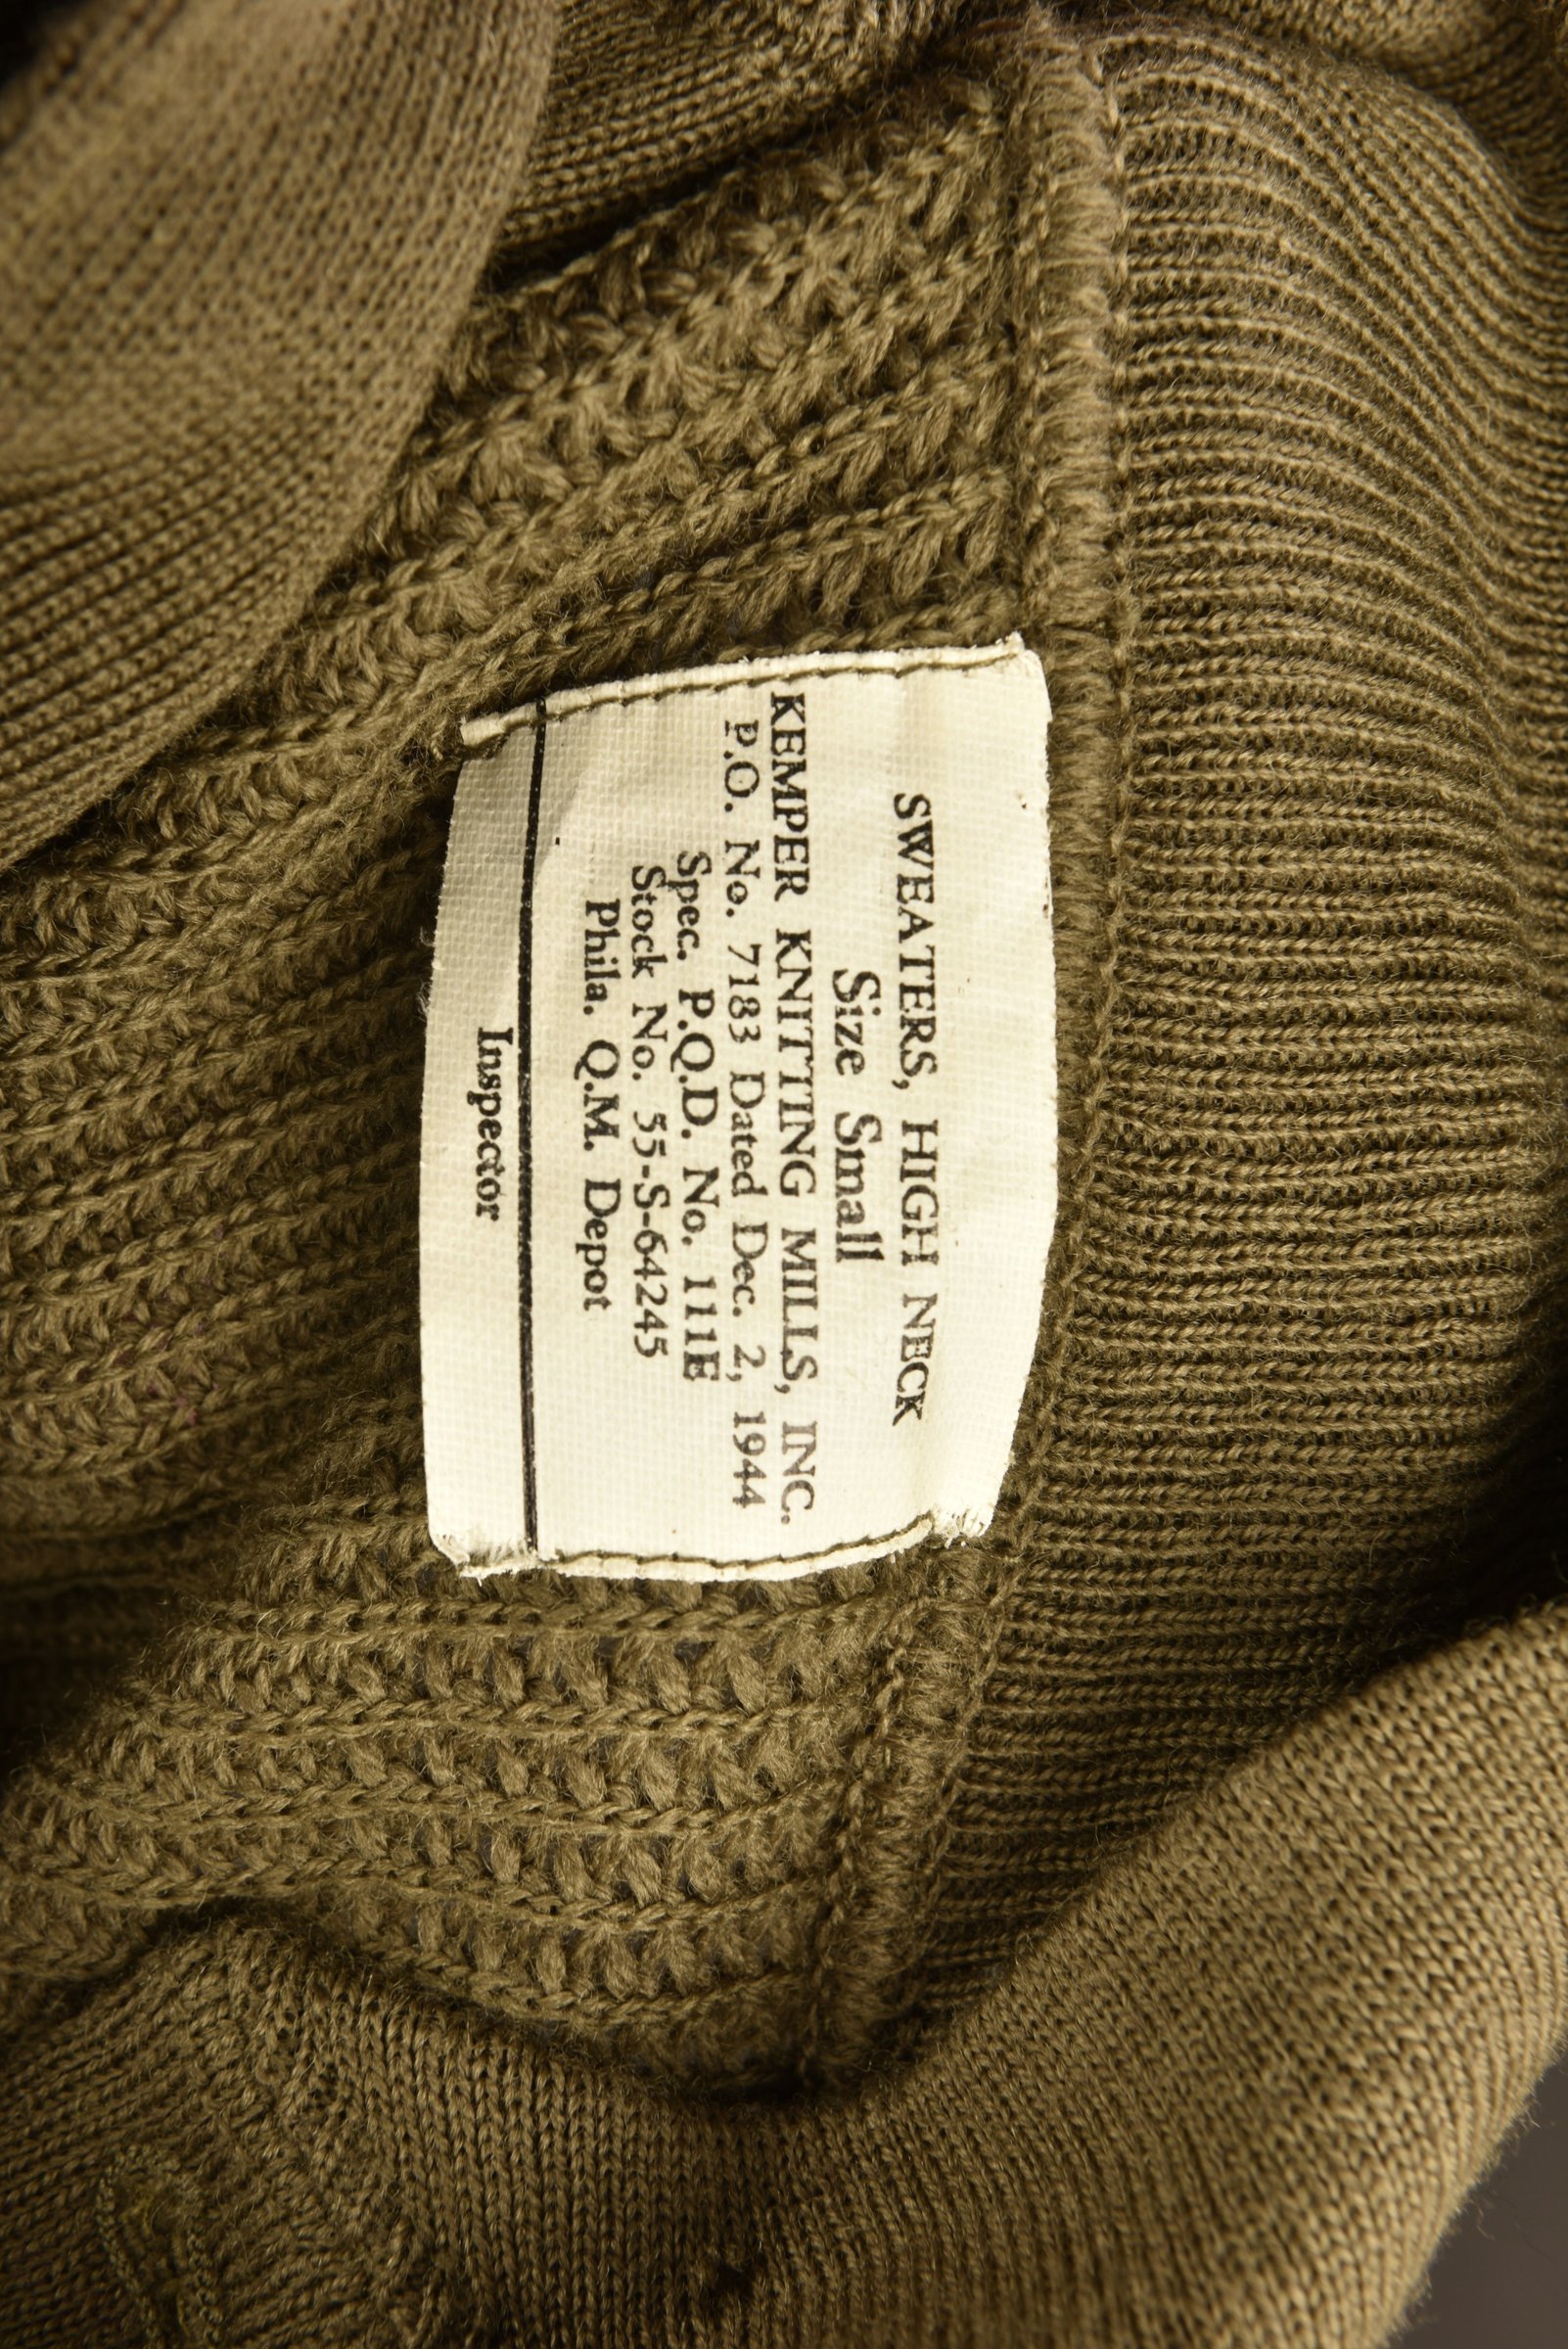 SWEATERS, HIGH NECK
Size Small
KEMPER KNITTING MILLS, INC.
P.O. No. 7183 Dated Dec. 2, 1944
Spec. P.Q.D. No. 111E
Stock No. 55-S-64245
Phila. Q.M. Depot
Inspector